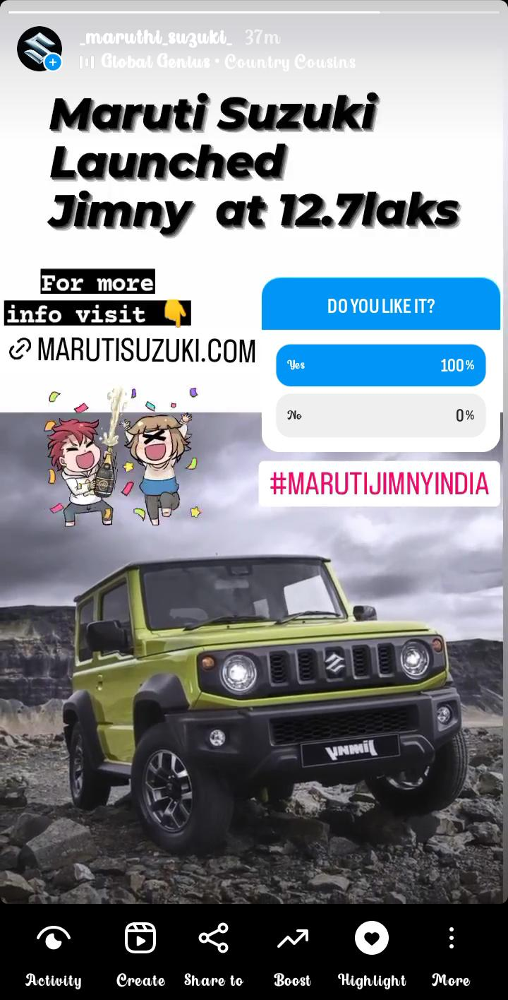 _maruthi_suzuki_ 37m
Global Genius • Country Cousins
Maruti Suzuki
Launched
Jimny at 12.7laks
For more
info visit 👇
MARUTISUZUKI.COM
DO YOU LIKE IT?
Yes 100%
No 0%
#MARUTIJIMNYINDIA
Activity Create Share to Boost Highlight More